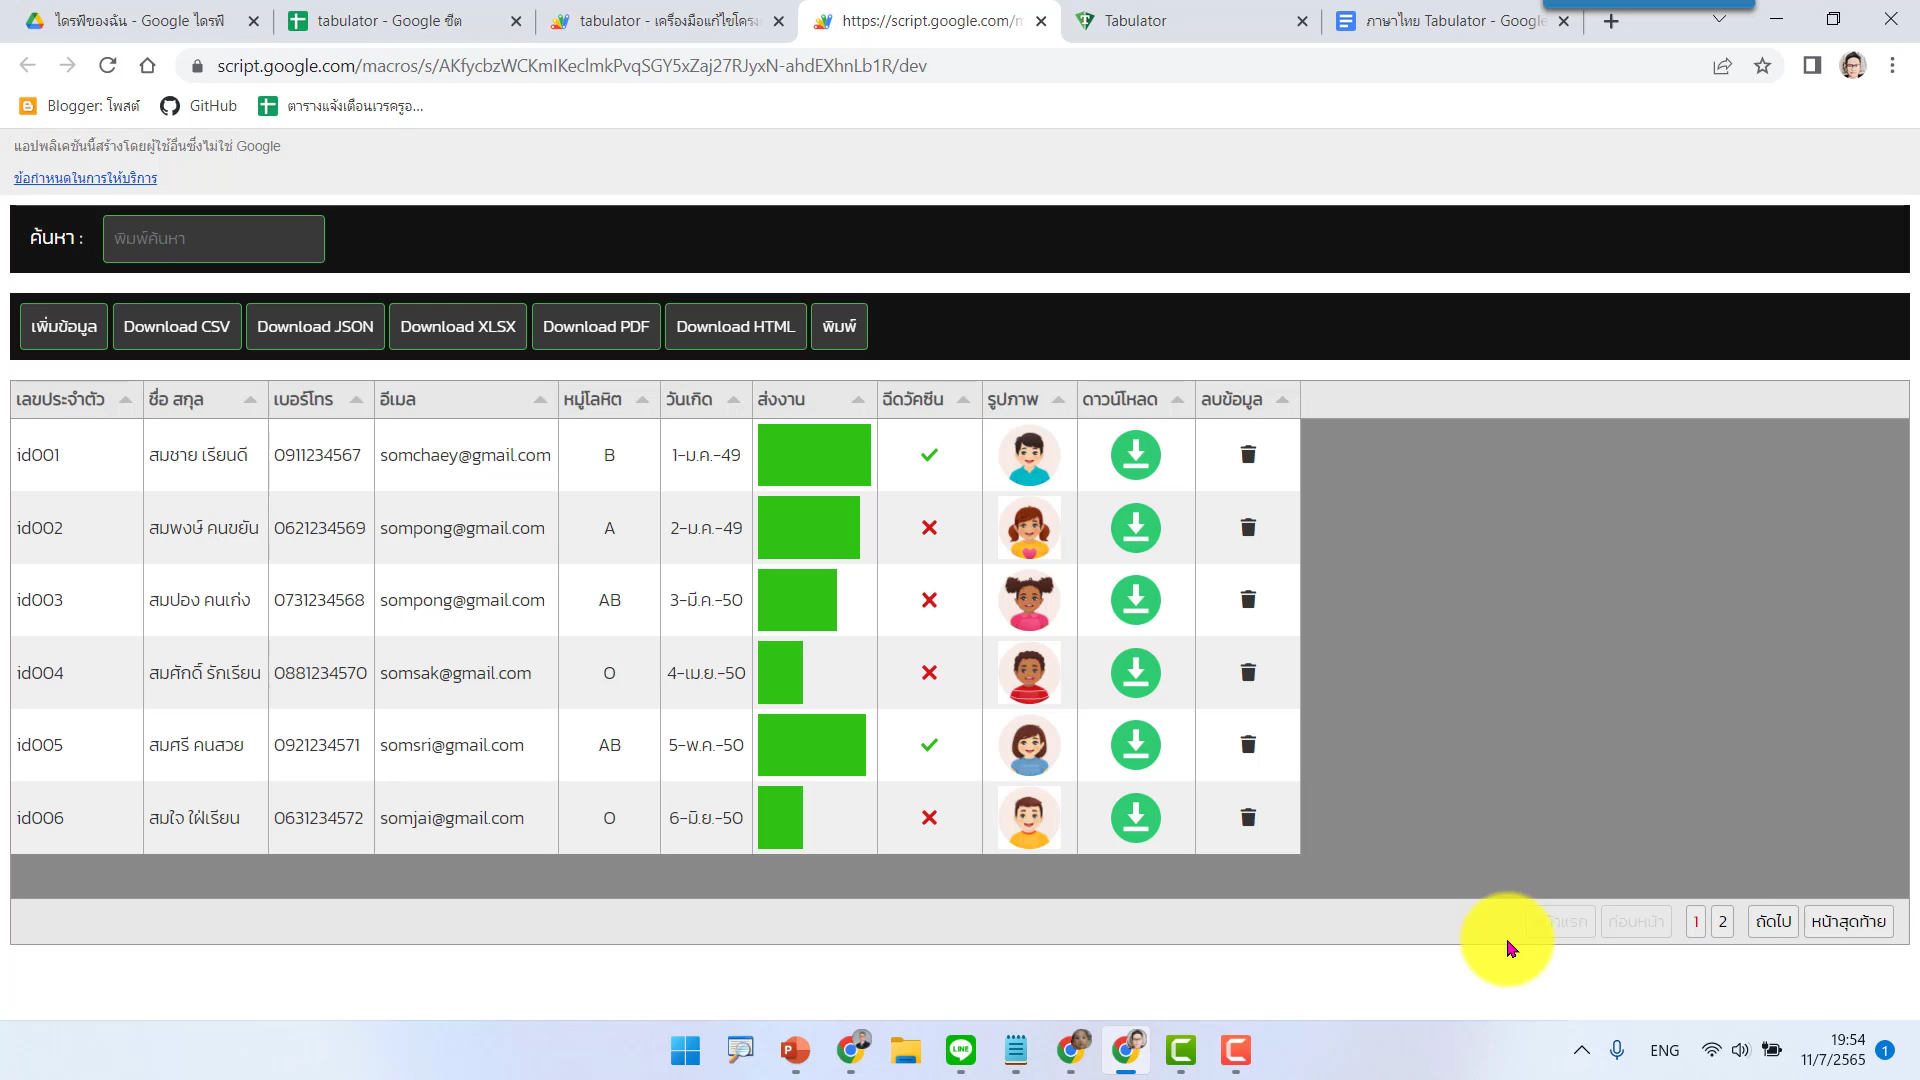 ไดรฟ์ของฉัน - Google ไดรฟ์
tabulator - Google ชีต
tabulator - เครื่องมือแก้ไขโครง
https://script.google.com/m
Tabulator
ภาษาไทย Tabulator - Google
script.google.com/macros/s/AKfycbzWCKmIKeclmkPvqSGY5xZaj27RJyxN-ahdEXhnLb1R/dev
Blogger: โพสต์
GitHub
ตารางแจ้งเตือนเวรครูอ...
แอปพลิเคชันนี้สร้างโดยผู้ใช้อื่นซึ่งไม่ใช่ Google
ข้อกำหนดในการให้บริการ
ค้นหา : พิมพ์ค้นหา
เพิ่มข้อมูล Download CSV Download JSON Download XLSX Download PDF Download HTML พิมพ์
เลขประจำตัว ชื่อ สกุล เบอร์โทร อีเมล หมู่โลหิต วันเกิด ส่งงาน ฉีดวัคซีน รูปภาพ ดาวน์โหลด ลบข้อมูล
id001 สมชาย เรียนดี 0911234567 somchaey@gmail.com B 1-ม.ค.-49
id002 สมพงษ์ คนขยัน 0621234569 sompong@gmail.com A 2-ม.ค.-49
id003 สมปอง คนเก่ง 0731234568 sompong@gmail.com AB 3-มี.ค.-50
id004 สมศักดิ์ รักเรียน 0881234570 somsak@gmail.com O 4-เม.ย.-50
id005 สมศรี คนสวย 0921234571 somsri@gmail.com AB 5-พ.ค.-50
id006 สมใจ ใฝ่เรียน 0631234572 somjai@gmail.com O 6-มิ.ย.-50
ก่อนหน้า 1 2 ถัดไป หน้าสุดท้าย
ENG
19:54
11/7/2565
1